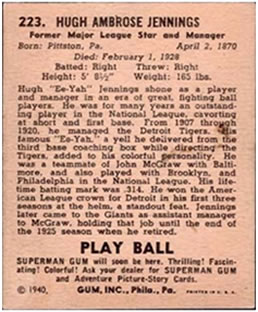 223. HUGH AMBROSE JENNINGS
Former Major League Star and Manager
Born: Pittston, Pa. April 2, 1870
Died: February 1, 1928
Batted: Right Threw: Right
Height: 5' 8½" Weight: 165 lbs.
Hugh "Ee-Yah" Jennings shone as a player
and manager in an era of great, fighting ball
players. He was for many years an outstand-
ing player in the National League, cavorting
at short and first base. From 1907 through
1920, he managed the Detroit Tigers. His
famous "Ee-Yah," a yell he delivered from the
third base coaching box while directing the
Tigers, added to his colorful personality. He
was a teammate of John McGraw with Balti-
more, and also played with Brooklyn, and
Philadelphia in the National League. His life-
time batting mark was .314. He won the Amer-
ican League crown for Detroit in his first three
seasons at the helm, a standout feat. Jennings
later came to the Giants as assistant manager
to McGraw, holding that job until the end of
the 1925 season when he retired.
PLAY BALL
SUPERMAN GUM will soon be here! Thrilling! Fascin-
ating! Colorful! Ask your dealer for SUPERMAN GUM
and Adventure Picture-Story Cards.
© 1940, GUM, INC., Phila., Pa. PRINTED IN U. S. A.